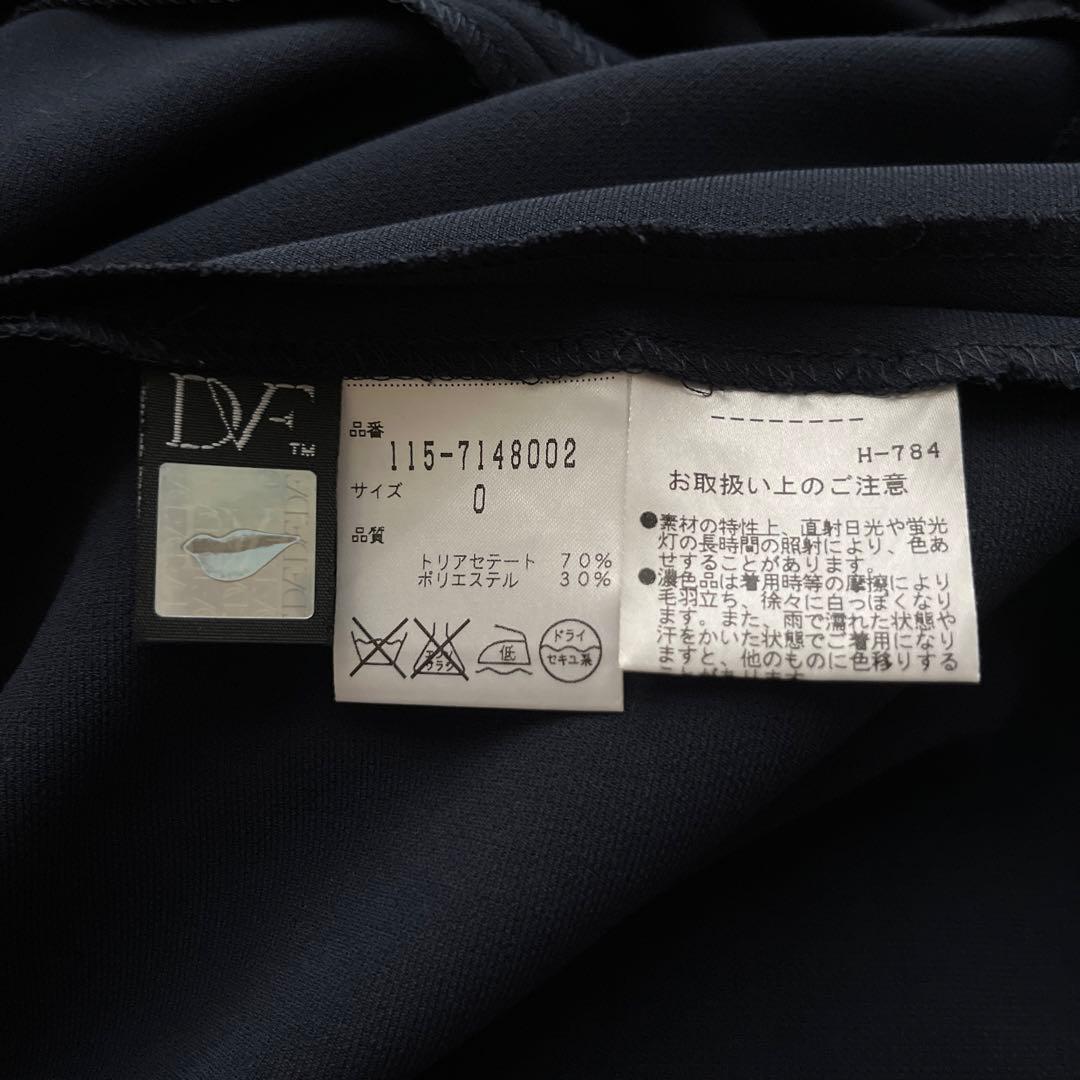 DVF
TM
品番
115-7148002
サイズ
0
品質
トリアセテート 70%
ポリエステル 30%
低
ドライ
セキユ系
H-784
お取扱い上のご注意
●素材の特性上、直射日光や蛍光
灯の長時間の照射により、色あ
せすることがあります。
●濃色品は着用時等の摩擦により
毛羽立ち、徐々に白っぽくなり
ます。また、雨で濡れた状態や
汗をかいた状態でご着用になり
ますと、他のものに色移りする
ことがあります